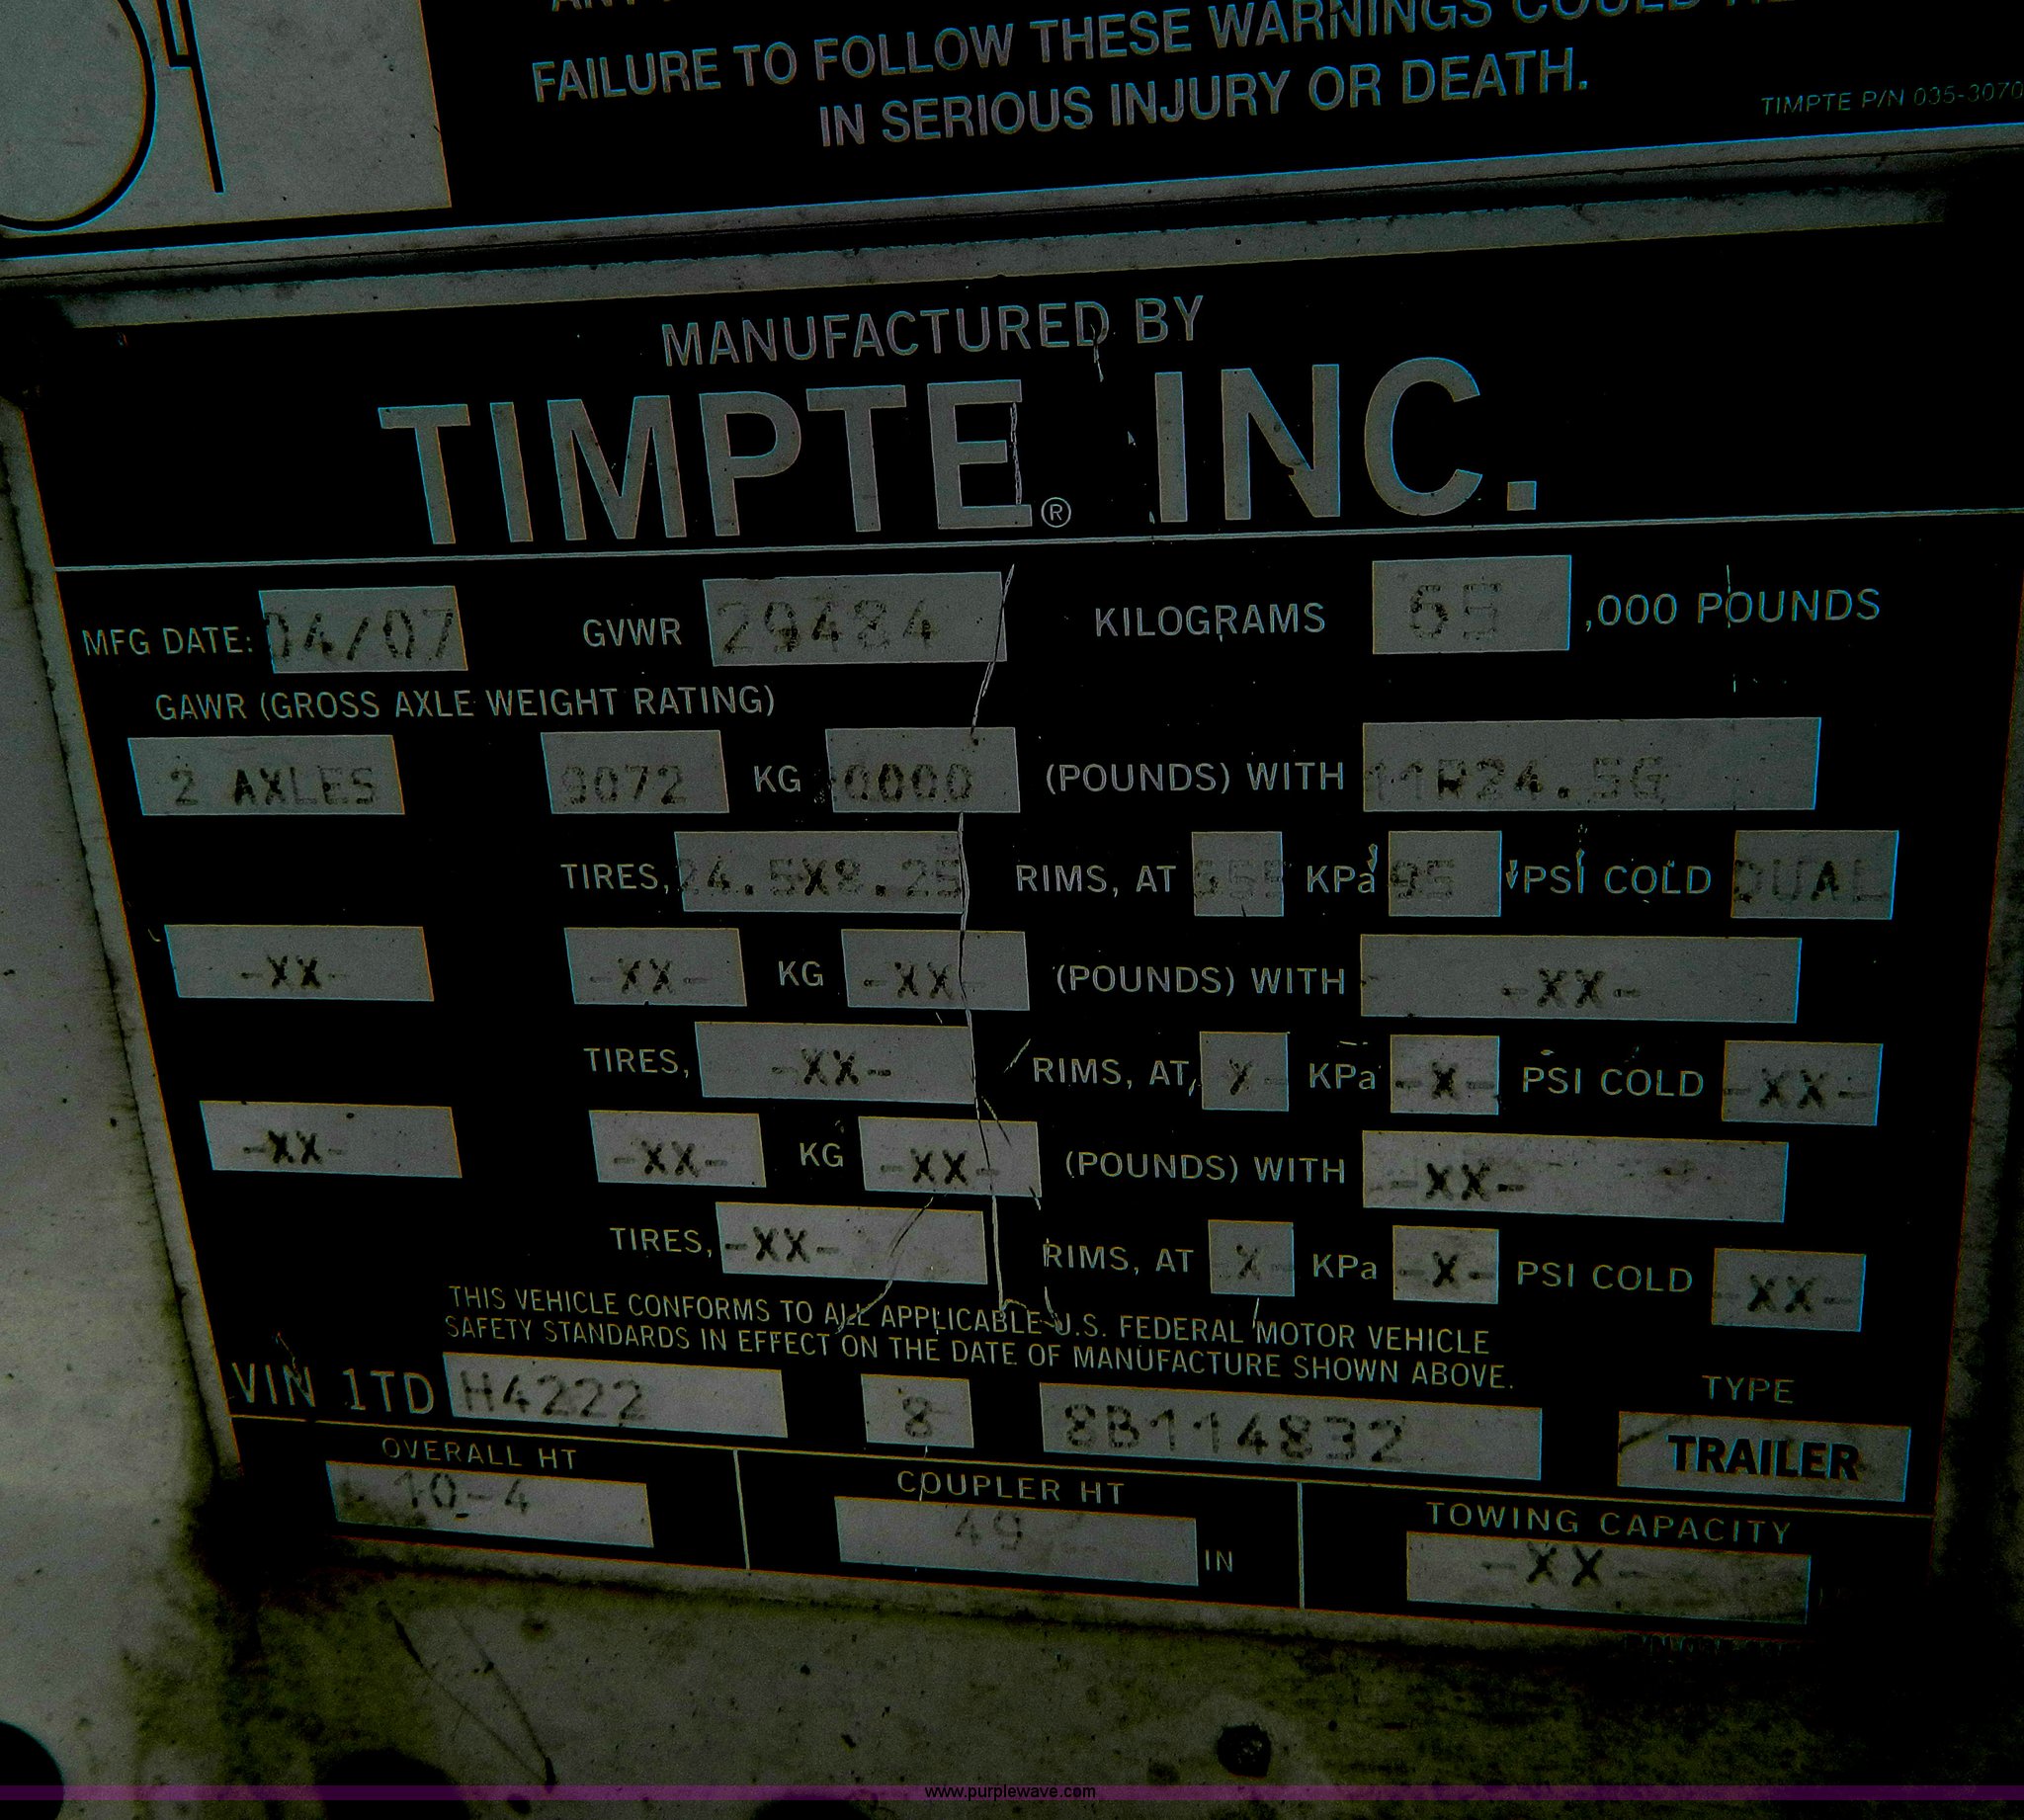 FAILURE TO FOLLOW THESE WARNINGS COULD
IN SERIOUS INJURY OR DEATH.
TIMPTE P/N 035-3070
MANUFACTURED BY
TIMPTE® INC.
MFG DATE: 04/07 GVWR 29484 KILOGRAMS 65 ,000 POUNDS
GAWR (GROSS AXLE WEIGHT RATING)
2 AXLES 9072 KG 0000 (POUNDS) WITH 11R24.5G
TIRES, 24.5X8.25 RIMS, AT 655 KPa 95 PSI COLD DUAL
-XX- -XX- KG -XX- (POUNDS) WITH -XX-
TIRES, -XX- RIMS, AT, X- KPa -X- PSI COLD -XX-
-XX- -XX- KG -XX- (POUNDS) WITH -XX-
TIRES, -XX- RIMS, AT -X- KPa -X- PSI COLD -XX-
THIS VEHICLE CONFORMS TO ALL APPLICABLE U.S. FEDERAL MOTOR VEHICLE
SAFETY STANDARDS IN EFFECT ON THE DATE OF MANUFACTURE SHOWN ABOVE.
TYPE
VIN 1TD H4222 8 8B114832 TRAILER
OVERALL HT COUPLER HT TOWING CAPACITY
10-4 49 IN -XX-
www.purplewave.com